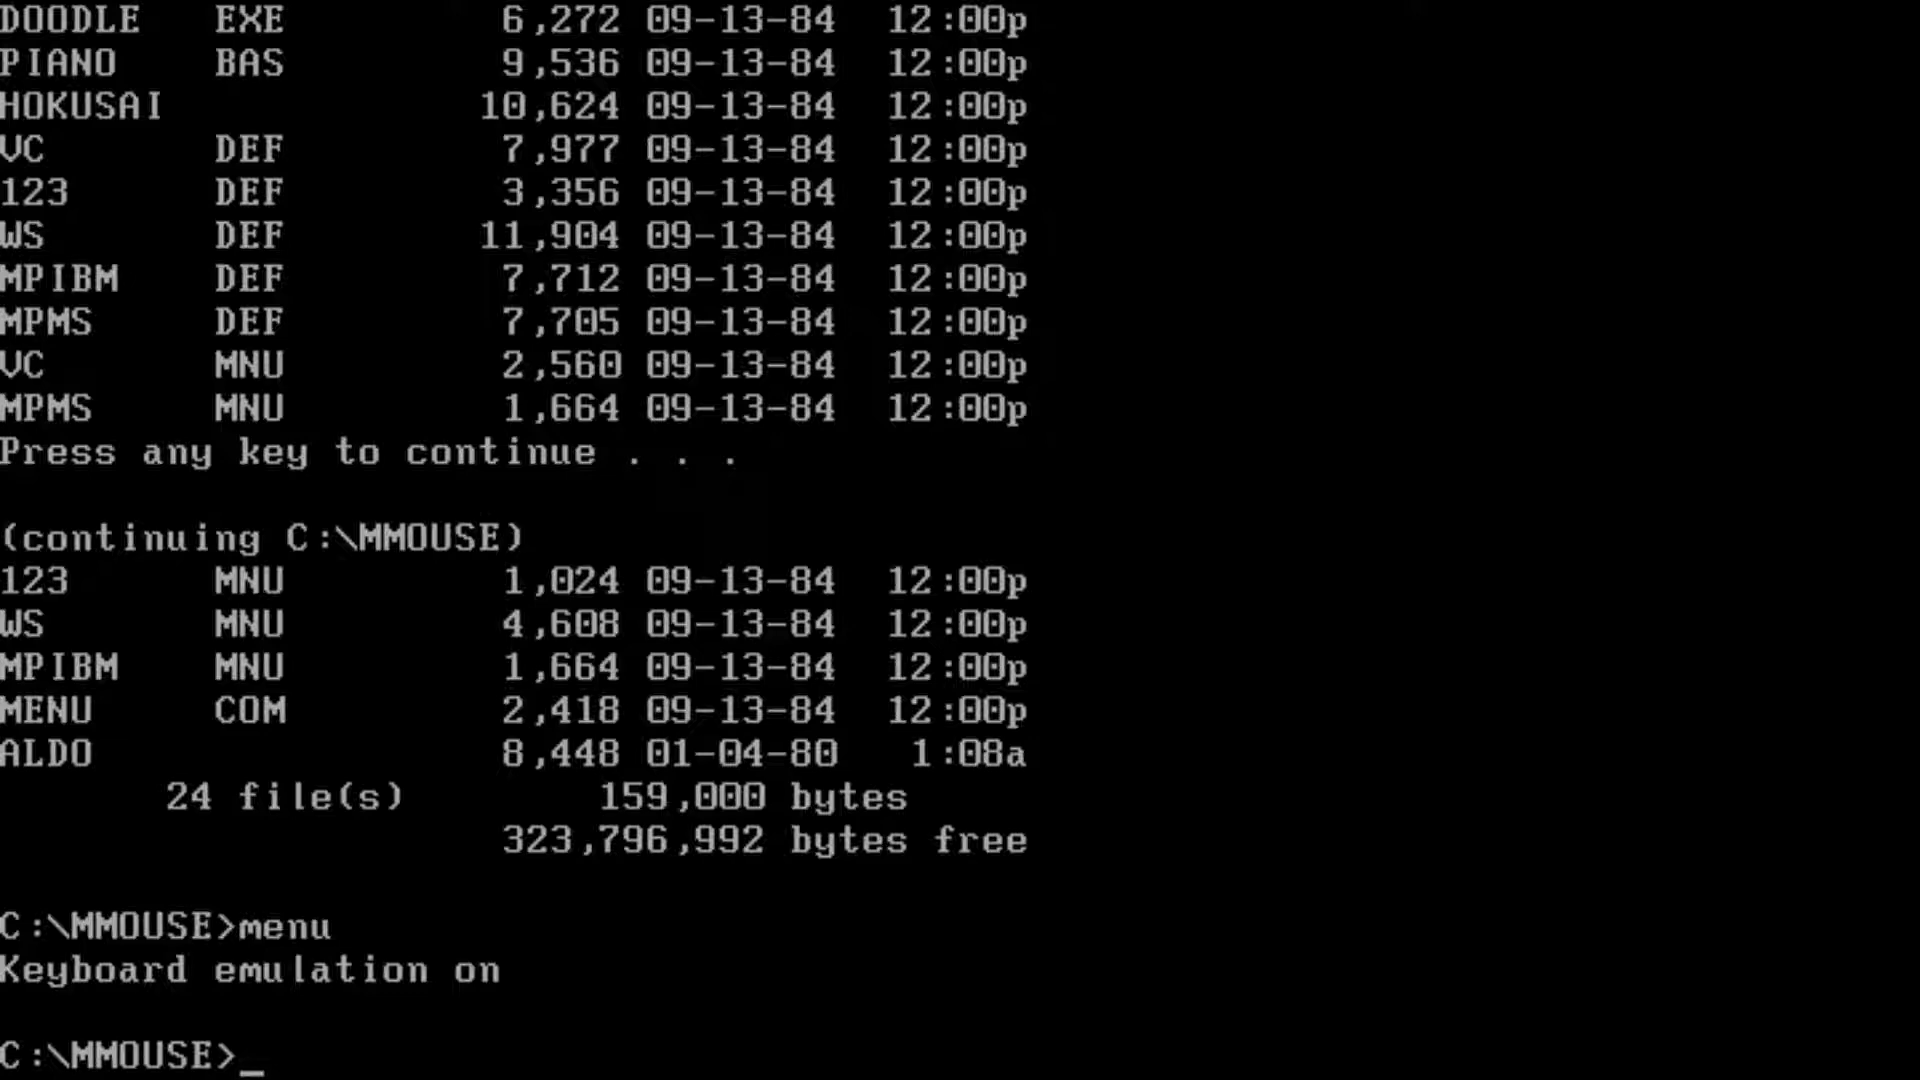 DOODLE EXE 6,272 09-13-84 12:00p
PIANO BAS 9,536 09-13-84 12:00p
HOKUSAI 10,624 09-13-84 12:00p
VC DEF 7,977 09-13-84 12:00p
123 DEF 3,356 09-13-84 12:00p
WS DEF 11,904 09-13-84 12:00p
MPIBM DEF 7,712 09-13-84 12:00p
MPMS DEF 7,705 09-13-84 12:00p
VC MNU 2,560 09-13-84 12:00p
MPMS MNU 1,664 09-13-84 12:00p
Press any key to continue . . .
(continuing C:\MMOUSE)
123 MNU 1,024 09-13-84 12:00p
WS MNU 4,608 09-13-84 12:00p
MPIBM MNU 1,664 09-13-84 12:00p
MENU COM 2,418 09-13-84 12:00p
ALDO 8,448 01-04-80 1:08a
24 file(s) 159,000 bytes
323,796,992 bytes free
C:\MMOUSE>menu
Keyboard emulation on
C:\MMOUSE>_